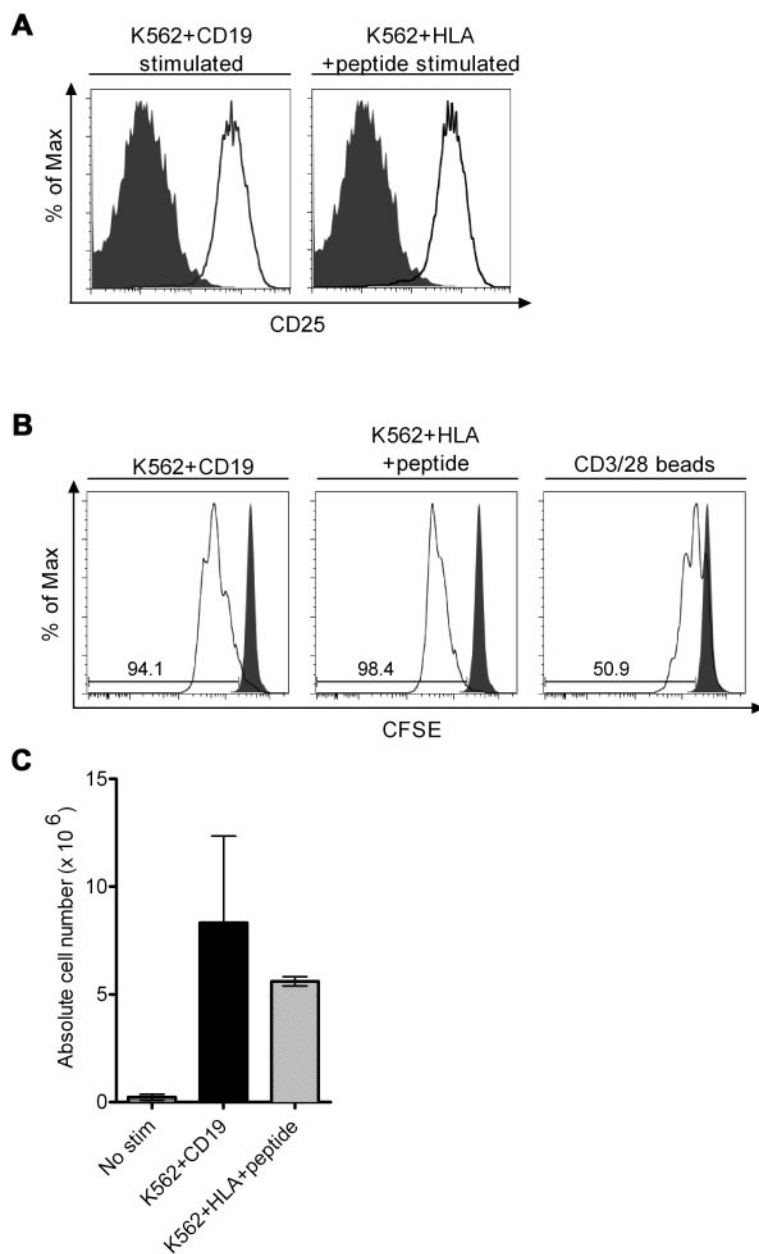 A
K562+CD19
stimulated
K562+HLA
+peptide stimulated
% of Max
CD25
B
K562+CD19
K562+HLA
+peptide
CD3/28 beads
% of Max
94.1
98.4
50.9
CFSE
C
Absolute cell number (x 10 6)
15
10
5
0
No stim
K562+CD19
K562+HLA+peptide